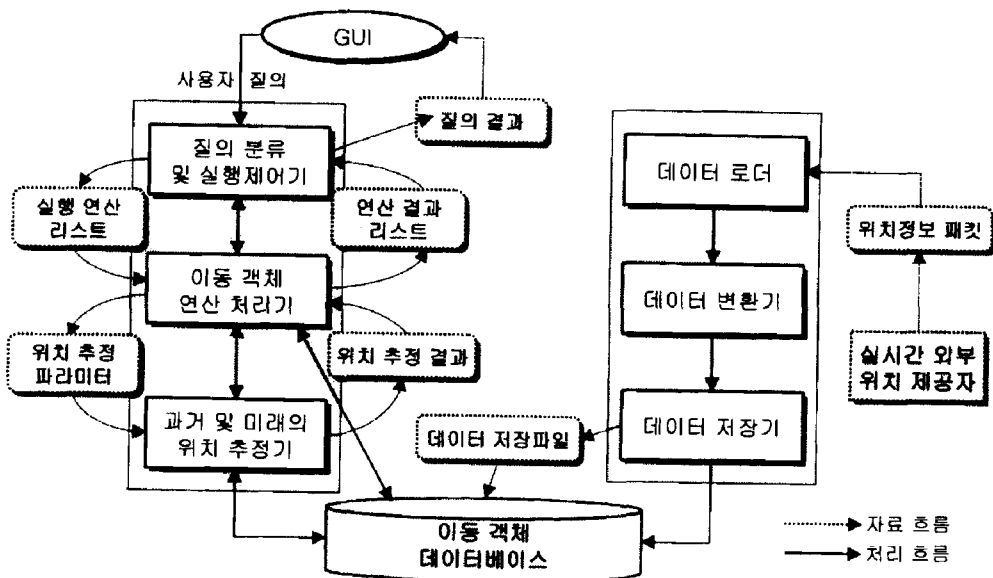 GUI
사용자 질의
질의 결과
질의 분류
및 실행제어기
실행 연산
리스트
연산 결과
리스트
이동 객체
연산 처리기
위치 추정
파라미터
위치 추정 결과
과거 및 미래의
위치 추정기
데이터 로더
위치정보 패킷
데이터 변환기
실시간 외부
위치 제공자
데이터 저장파일
데이터 저장기
이동 객체
데이터베이스
자료 흐름
처리 흐름